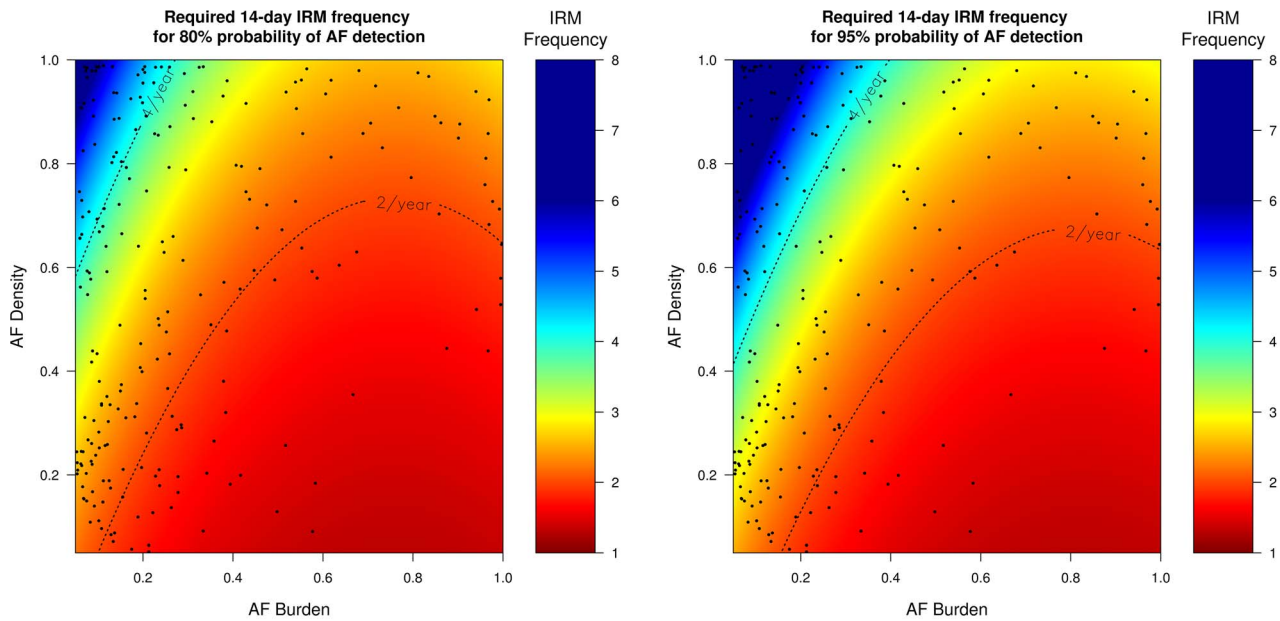 Required 14-day IRM frequency
for 80% probability of AF detection
IRM
Frequency
1.0
0.8
0.6
0.4
0.2
AF Density
4/year
2/year
0.2
0.4
0.6
0.8
1.0
AF Burden
8
7
6
5
4
3
2
1
Required 14-day IRM frequency
for 95% probability of AF detection
IRM
Frequency
1.0
0.8
0.6
0.4
0.2
AF Density
4/year
2/year
0.2
0.4
0.6
0.8
1.0
AF Burden
8
7
6
5
4
3
2
1